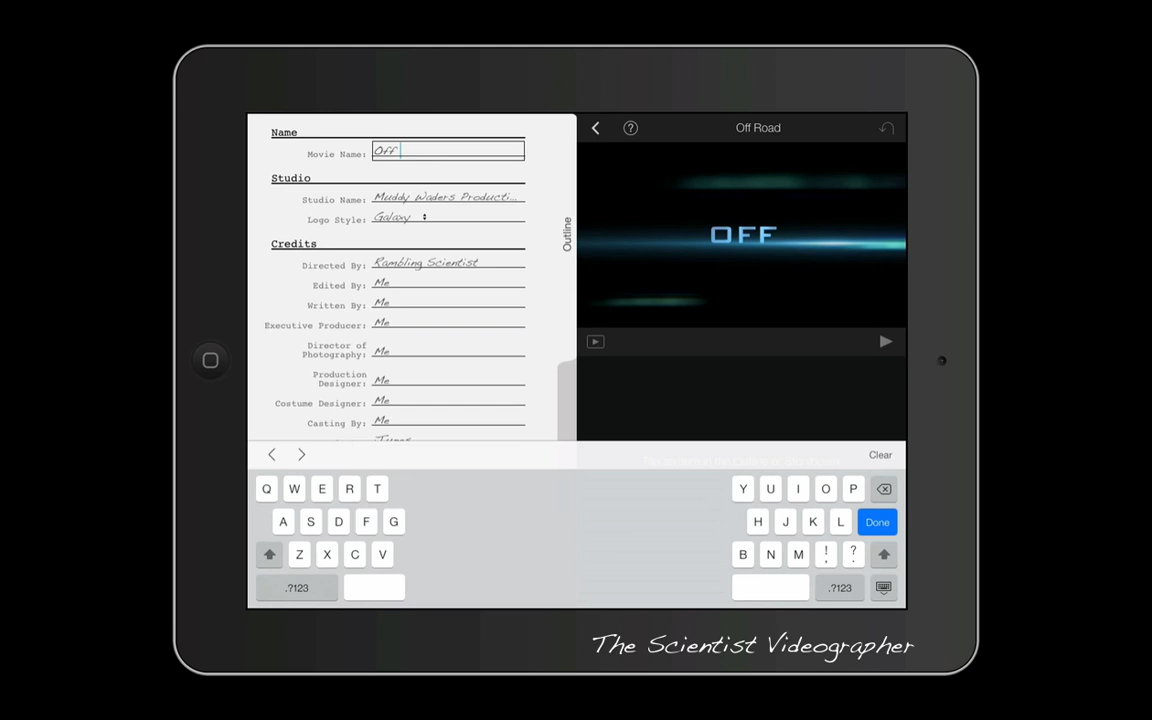 Name
Movie Name: Off
Studio
Studio Name: Muddy Waders Producti...
Logo Style: Galaxy
Credits
Directed By: Rambling Scientist
Edited By: Me
Written By: Me
Executive Producer: Me
Director of
Photography: Me
Production
Designer: Me
Costume Designer: Me
Casting By: Me
Outline
? Off Road
OFF
Clear
Q W E R T Y U I O P
A S D F G H J K L Done
Z X C V B N M ! , ? .
.?123 .?123
The Scientist Videographer